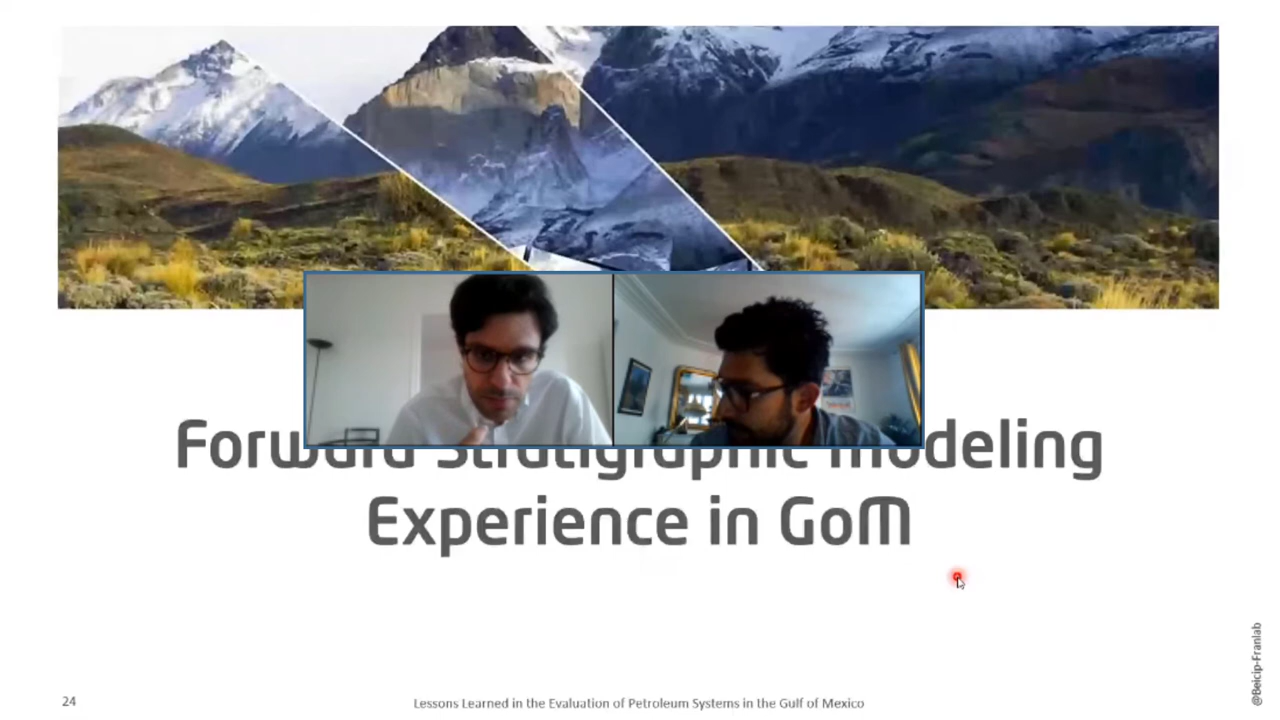 Forward Stratigraphic Modeling
Experience in GoM
24
Lessons Learned in the Evaluation of Petroleum Systems in the Gulf of Mexico
@Beicip-Franlab